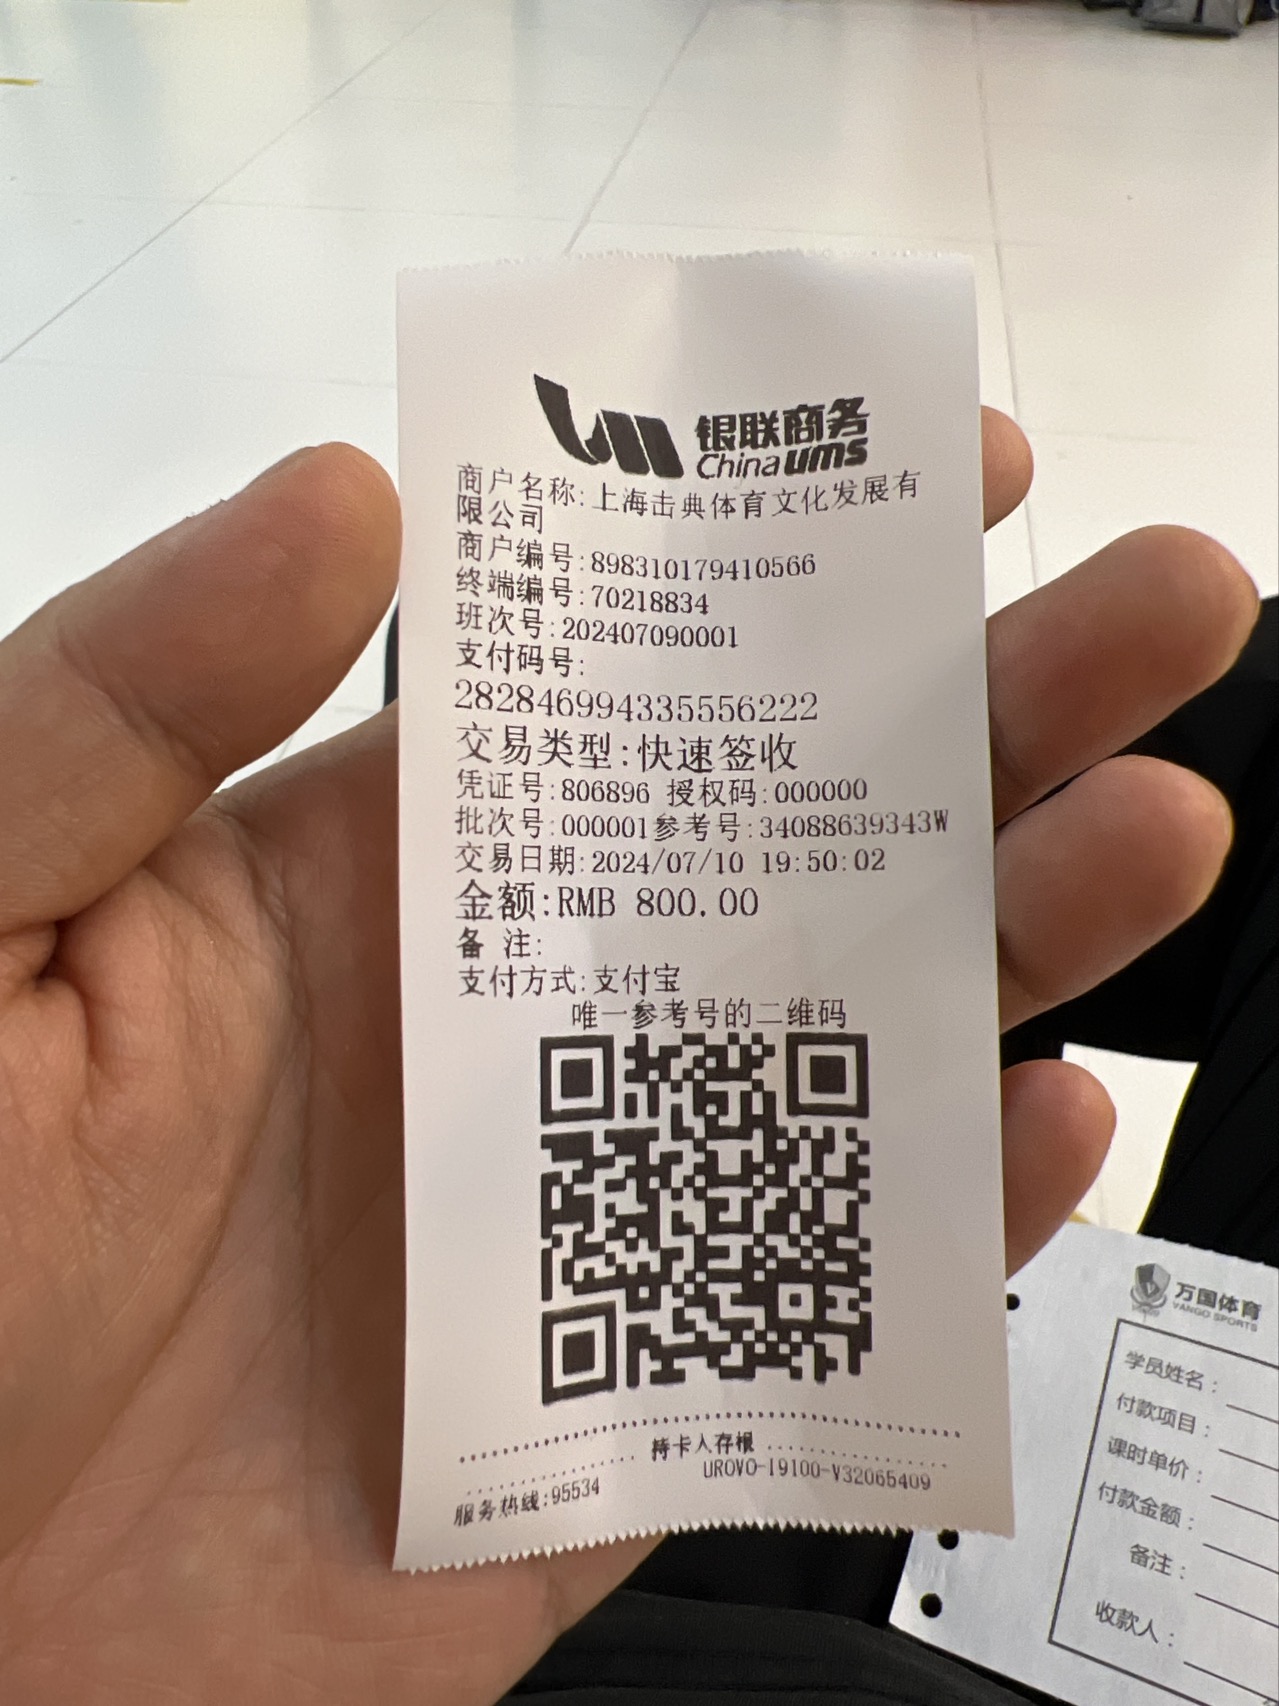 银联商务
Chinaums
商户名称:上海击典体育文化发展有
限公司
商户编号:898310179410566
终端编号:70218834
班次号:202407090001
支付码号:
282846994335556222
交易类型:快速签收
凭证号:806896 授权码:000000
批次号:000001参考号:34088639343W
交易日期:2024/07/10 19:50:02
金额:RMB 800.00
备 注:
支付方式:支付宝
唯一参考号的二维码
持卡人存根
UROVO-I9100-V32065409
服务热线:95534
万国体育
VANGO SPORTS
学员姓名:
付款项目:
课时单价:
付款金额:
备注:
收款人: